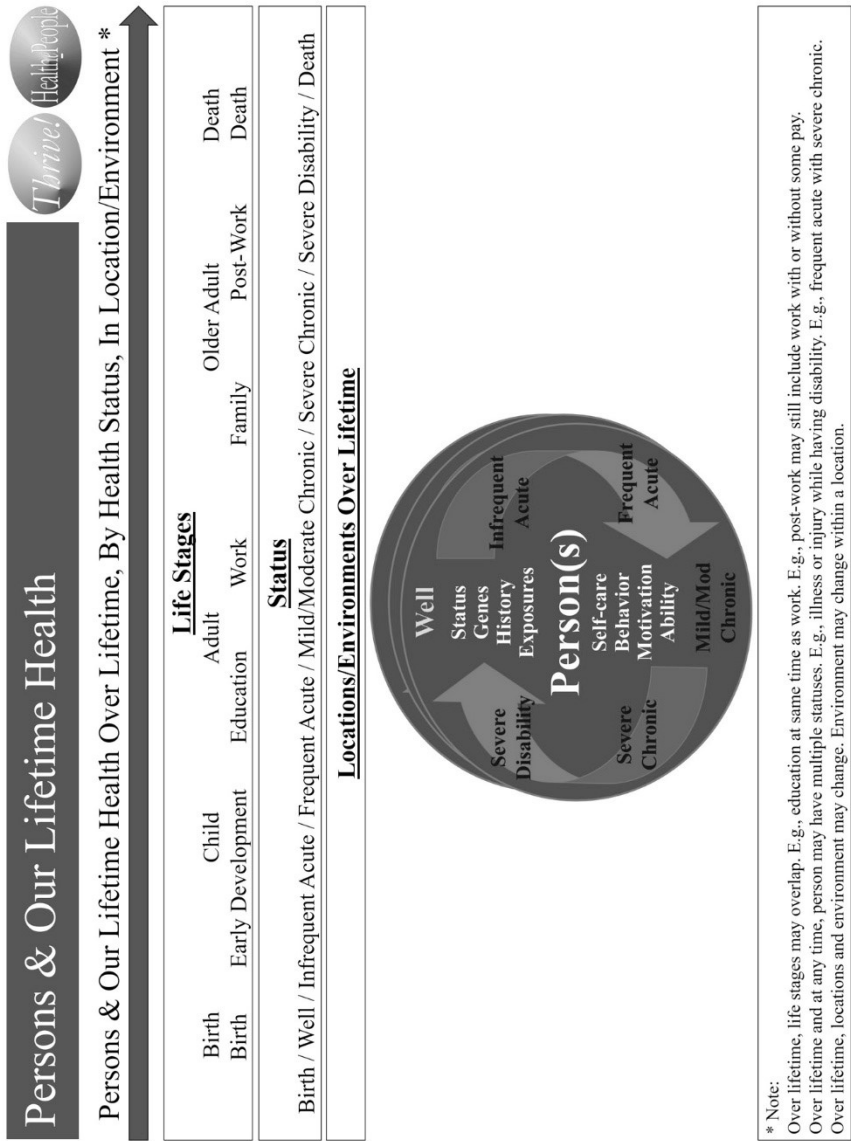 Persons & Our Lifetime Health
Thrive!
HealthePeople
Persons & Our Lifetime Health Over Lifetime, By Health Status, In Location/Environment *
Life Stages
Birth Child Adult Older Adult Death
Birth Early Development Education Work Family Post-Work Death
Status
Birth / Well / Infrequent Acute / Frequent Acute / Mild/Moderate Chronic / Severe Chronic / Severe Disability / Death
Locations/Environments Over Lifetime
Well
Infrequent
Acute
Frequent
Acute
Mild/Mod
Chronic
Severe
Chronic
Severe
Disability
Status
Genes
History
Exposures
Person(s)
Self-care
Behavior
Motivation
Ability
* Note:
Over lifetime, life stages may overlap. E.g., education at same time as work. E.g., post-work may still include work with or without some pay.
Over lifetime and at any time, person may have multiple statuses. E.g., illness or injury while having disability. E.g., frequent acute with severe chronic.
Over lifetime, locations and environment may change. Environment may change within a location.